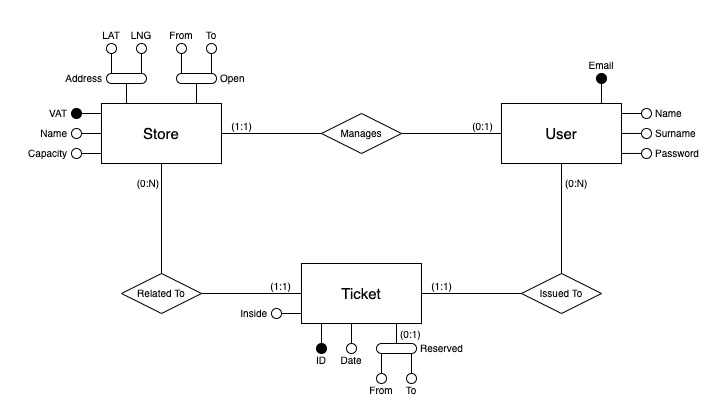 LAT LNG From To
Address Open
Email
VAT
Name
Capacity
Store
(1:1)
Manages
(0:1)
User
Name
Surname
Password
(0:N)
(0:N)
Related To
(1:1)
Ticket
(1:1)
Issued To
Inside
(0:1)
ID Date Reserved
From To